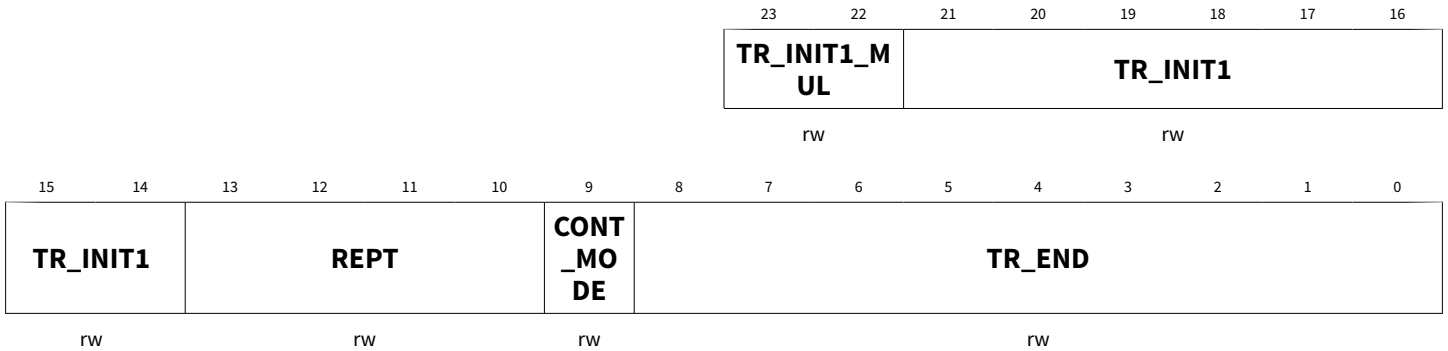 23 22 21 20 19 18 17 16
TR_INIT1_M
UL
TR_INIT1
rw rw
15 14 13 12 11 10 9 8 7 6 5 4 3 2 1 0
TR_INIT1
REPT
CONT
_MO
DE
TR_END
rw rw rw rw